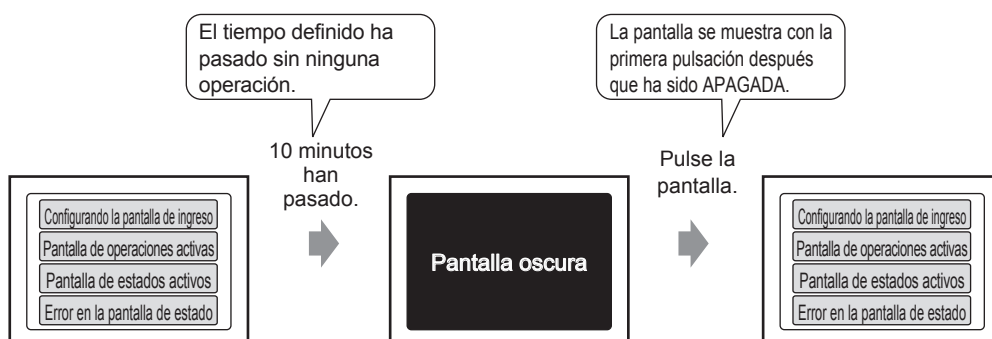 El tiempo definido ha
pasado sin ninguna
operación.
La pantalla se muestra con la
primera pulsación después
que ha sido APAGADA.
10 minutos
han
pasado.
Pulse la
pantalla.
Configurando la pantalla de ingreso
Pantalla de operaciones activas
Pantalla de estados activos
Error en la pantalla de estado
Pantalla oscura
Configurando la pantalla de ingreso
Pantalla de operaciones activas
Pantalla de estados activos
Error en la pantalla de estado